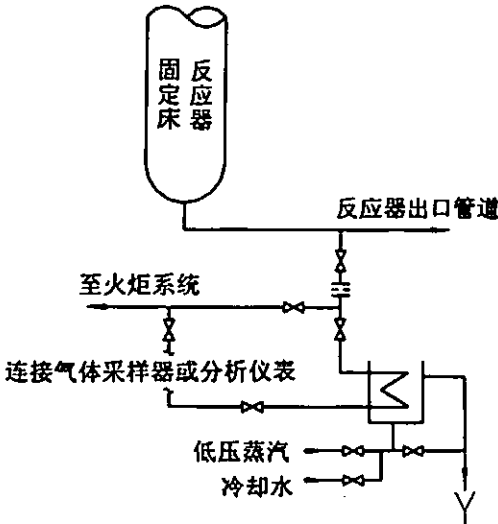 固定床
反应器
反应器出口管道
至火炬系统
连接气体采样器或分析仪表
低压蒸汽
冷却水